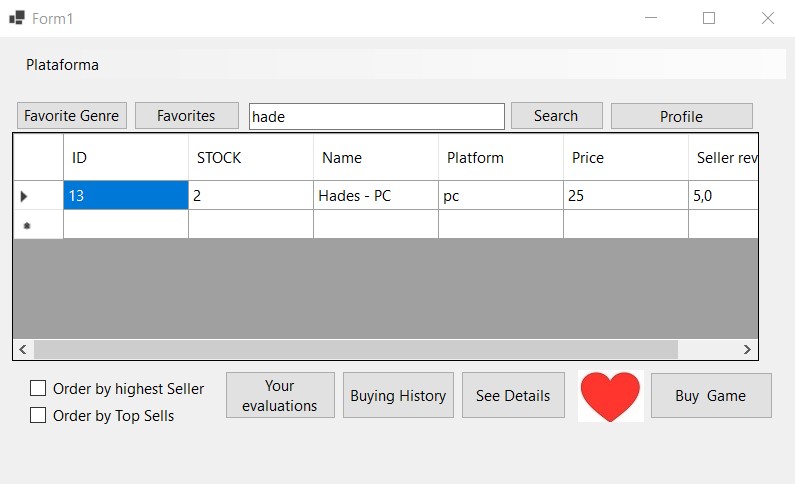 Form1
Plataforma
Favorite Genre Favorites hade Search Profile
ID STOCK Name Platform Price Seller rev
13 2 Hades - PC pc 25 5,0
Order by highest Seller
Order by Top Sells
Your
evaluations
Buying History
See Details
Buy Game